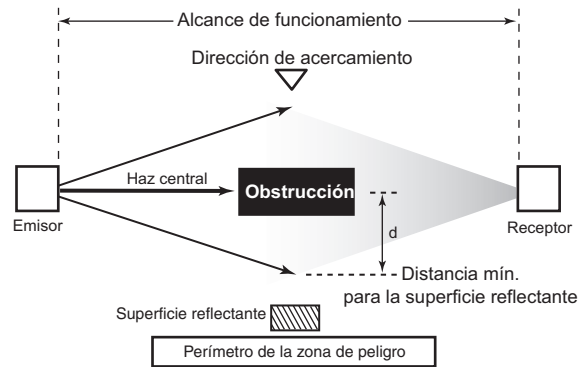 Alcance de funcionamiento
Dirección de acercamiento
Haz central
Obstrucción
Emisor
Receptor
d
Distancia mín.
para la superficie reflectante
Superficie reflectante
Perímetro de la zona de peligro